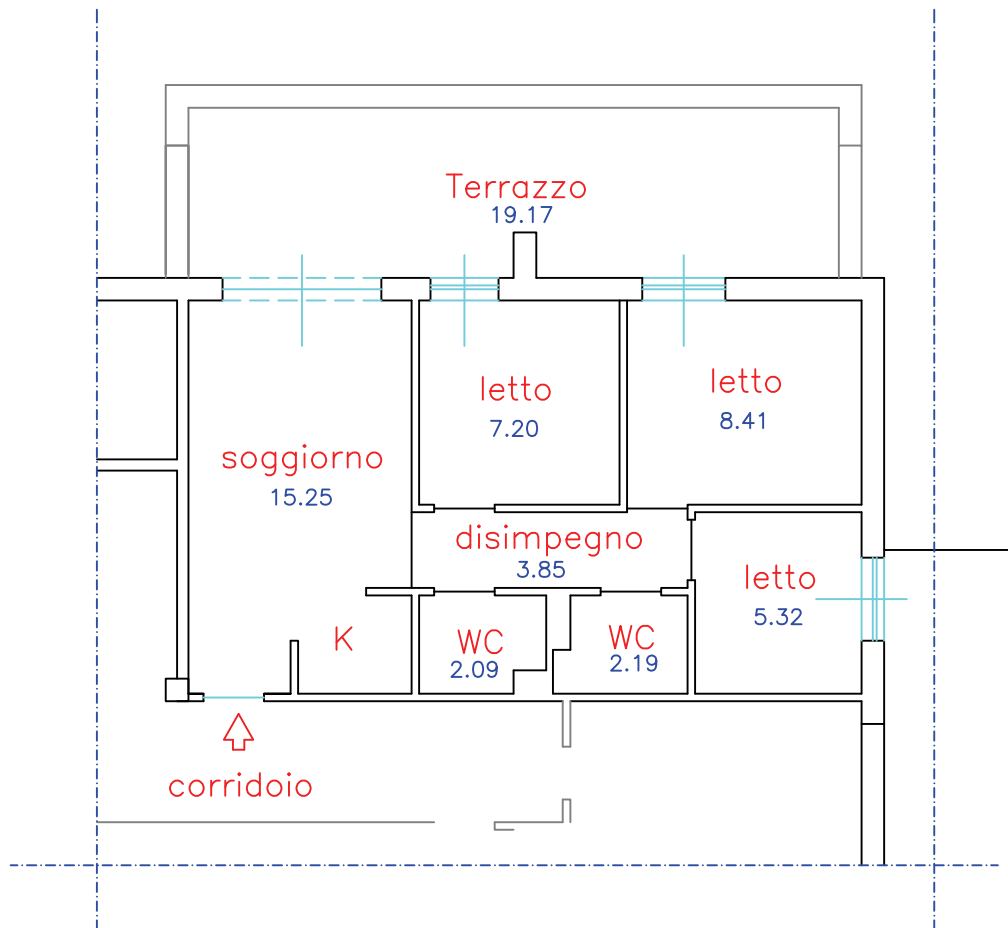 Terrazzo
19.17
letto
7.20
letto
8.41
soggiorno
15.25
disimpegno
3.85
letto
5.32
K
WC
2.09
WC
2.19
corridoio